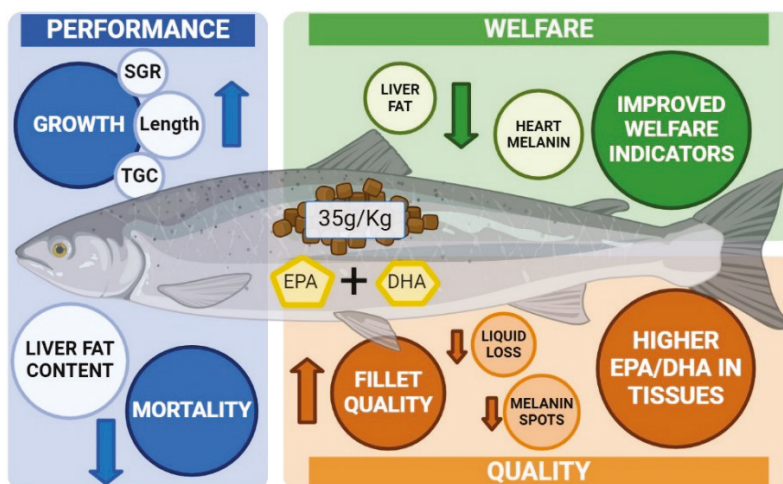 PERFORMANCE
SGR
GROWTH
Length
TGC
LIVER FAT
CONTENT
MORTALITY
WELFARE
LIVER
FAT
HEART
MELANIN
IMPROVED
WELFARE
INDICATORS
35g/Kg
EPA + DHA
FILLET
QUALITY
LIQUID
LOSS
MELANIN
SPOTS
HIGHER
EPA/DHA IN
TISSUES
QUALITY